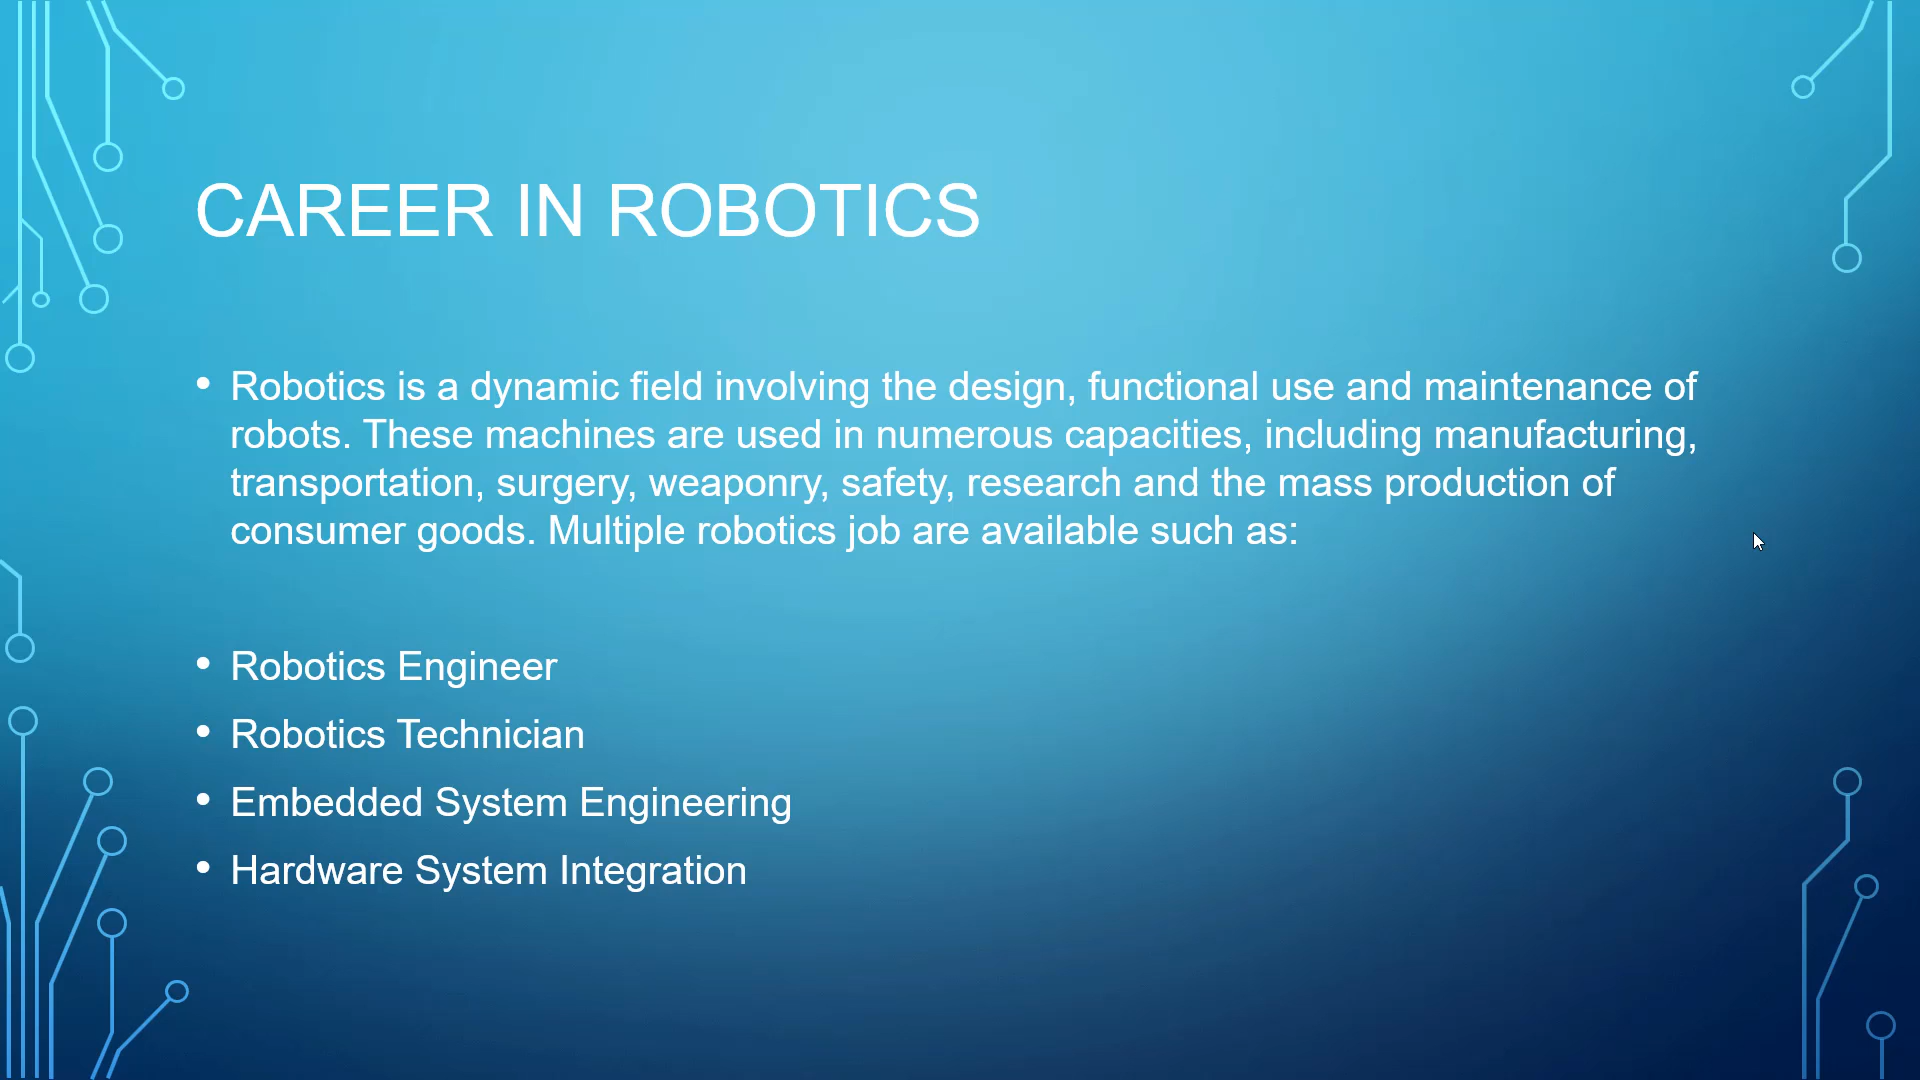 CAREER IN ROBOTICS
• Robotics is a dynamic field involving the design, functional use and maintenance of
robots. These machines are used in numerous capacities, including manufacturing,
transportation, surgery, weaponry, safety, research and the mass production of
consumer goods. Multiple robotics job are available such as:
• Robotics Engineer
• Robotics Technician
• Embedded System Engineering
• Hardware System Integration